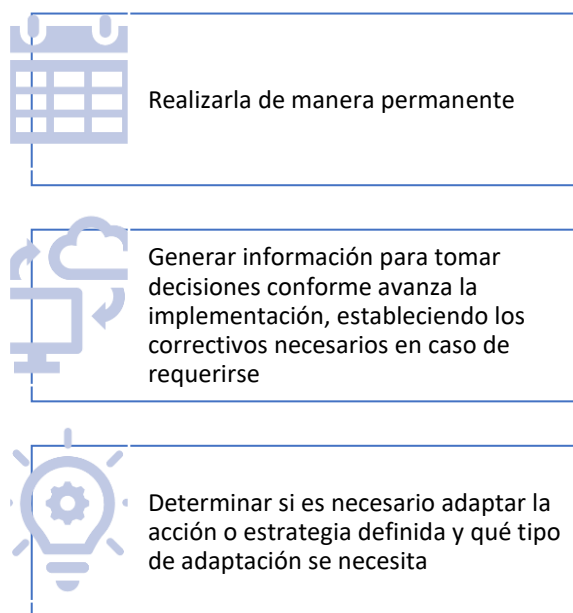 Realizarla de manera permanente
Generar información para tomar
decisiones conforme avanza la
implementación, estableciendo los
correctivos necesarios en caso de
requerirse
Determinar si es necesario adaptar la
acción o estrategia definida y qué tipo
de adaptación se necesita